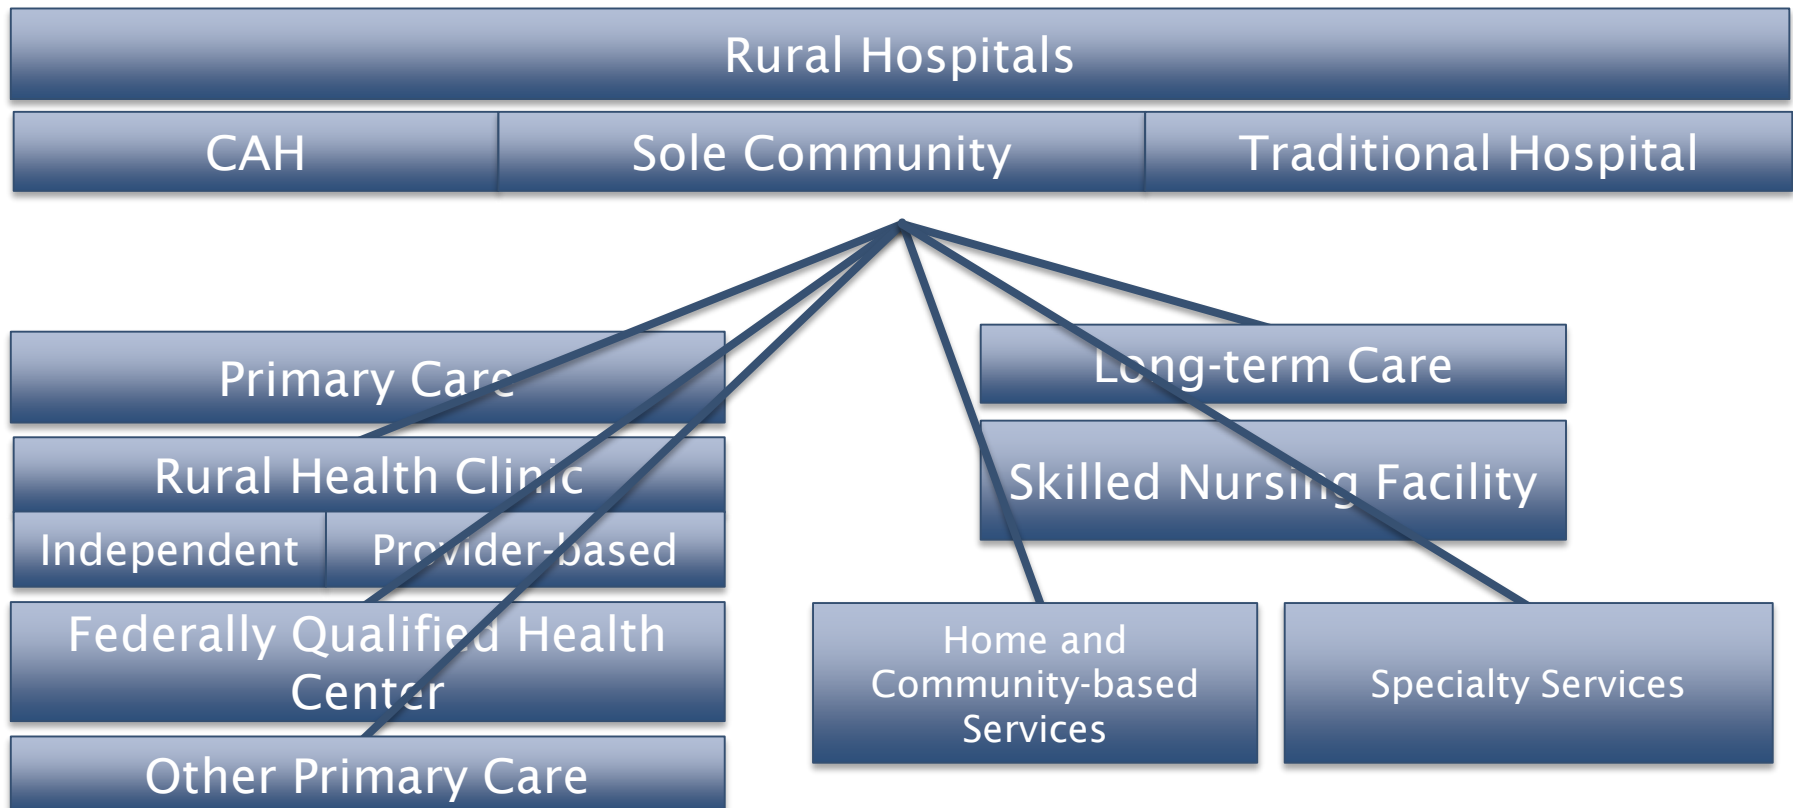 Rural Hospitals
CAH
Sole Community
Traditional Hospital
Primary Care
Rural Health Clinic
Independent
Provider-based
Federally Qualified Health
Center
Other Primary Care
Long-term Care
Skilled Nursing Facility
Home and
Community-based
Services
Specialty Services